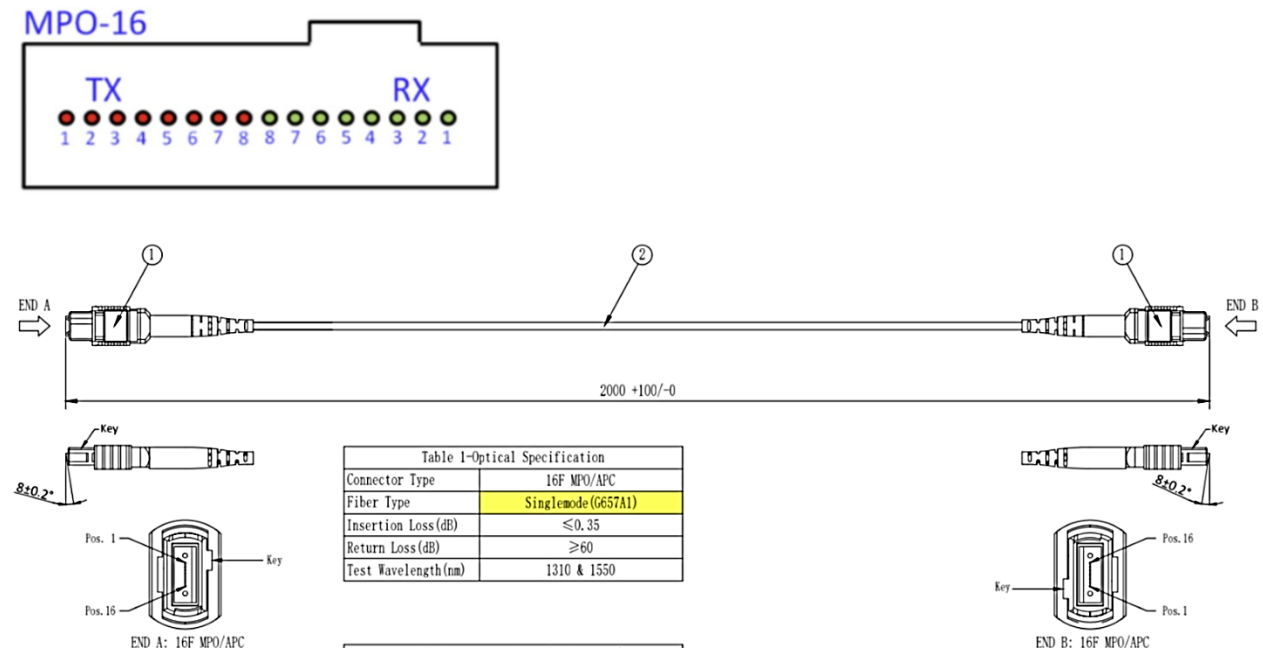 MPO-16
TX RX
1 2 3 4 5 6 7 8 8 7 6 5 4 3 2 1
1 2 1
END A
END B
2000 +100/-0
Key
8±0.2°
Key
8±0.2°
Table 1-Optical Specification
Connector Type 16F MPO/APC
Fiber Type Singlemode(G657A1)
Insertion Loss(dB) ≤0.35
Return Loss(dB) ≥60
Test Wavelength(nm) 1310 & 1550
Pos. 1
Key
Pos.16
END A: 16F MPO/APC
Pos.16
Key
Pos.1
END B: 16F MPO/APC